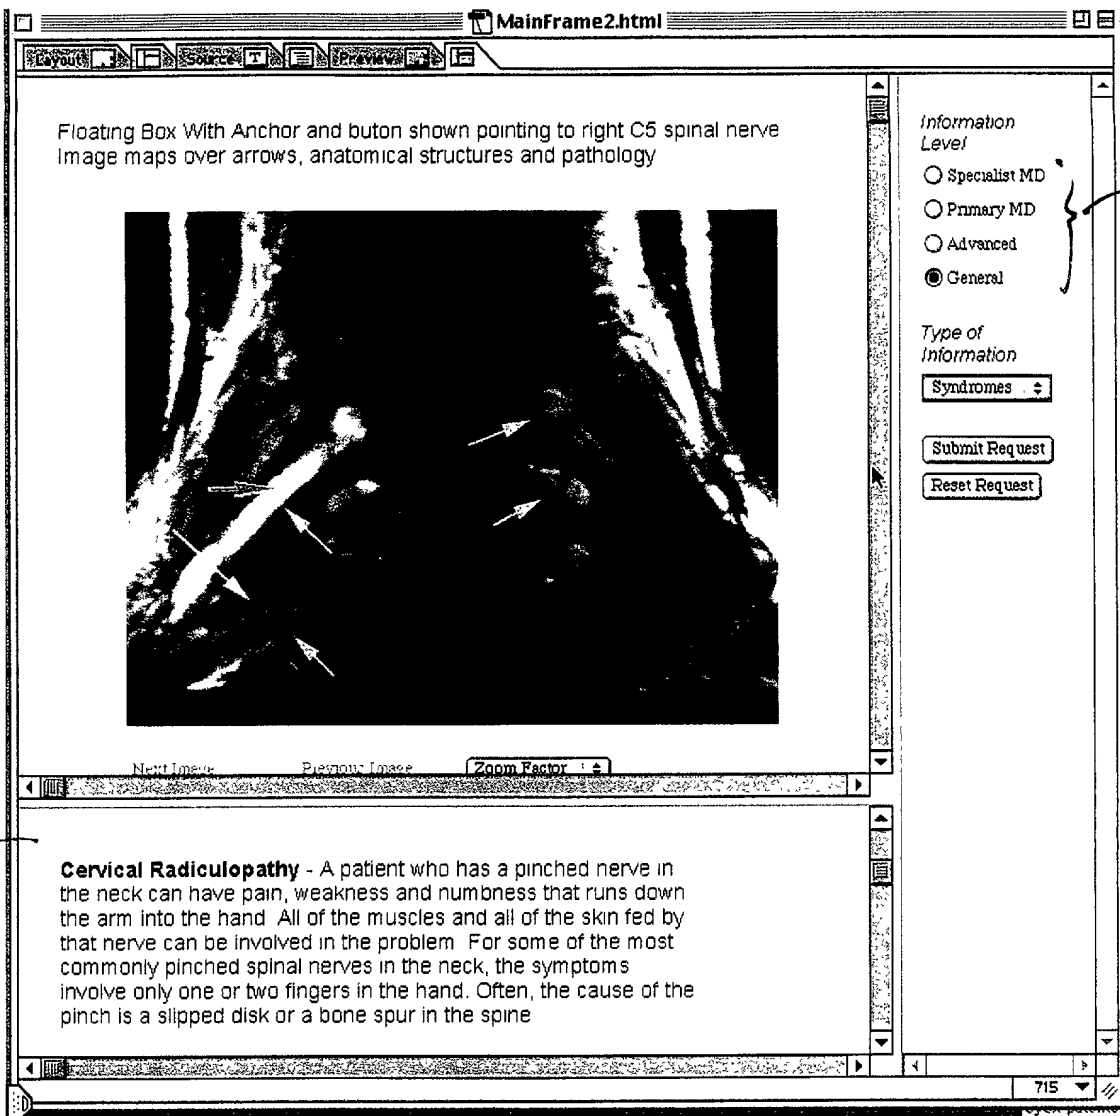 MainFrame2.html
Layout
Source
Preview
Floating Box With Anchor and buton shown pointing to right C5 spinal nerve
Image maps over arrows, anatomical structures and pathology
Next Image Previous Image Zoom Factor
Cervical Radiculopathy - A patient who has a pinched nerve in
the neck can have pain, weakness and numbness that runs down
the arm into the hand All of the muscles and all of the skin fed by
that nerve can be involved in the problem For some of the most
commonly pinched spinal nerves in the neck, the symptoms
involve only one or two fingers in the hand. Often, the cause of the
pinch is a slipped disk or a bone spur in the spine
Information
Level
Specialist MD
Primary MD
Advanced
General
Type of
Information
Syndromes
Submit Request
Reset Request
715